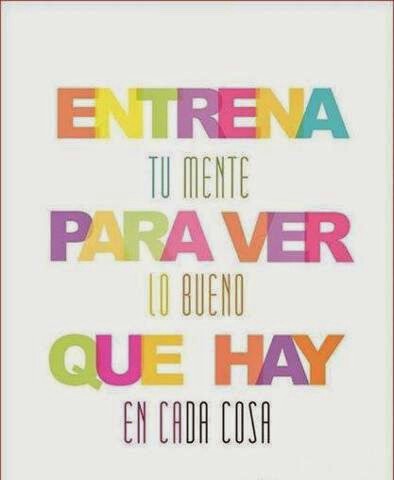 ENTRENA
TU MENTE
PARA VER
LO BUENO
QUE HAY
EN CADA COSA